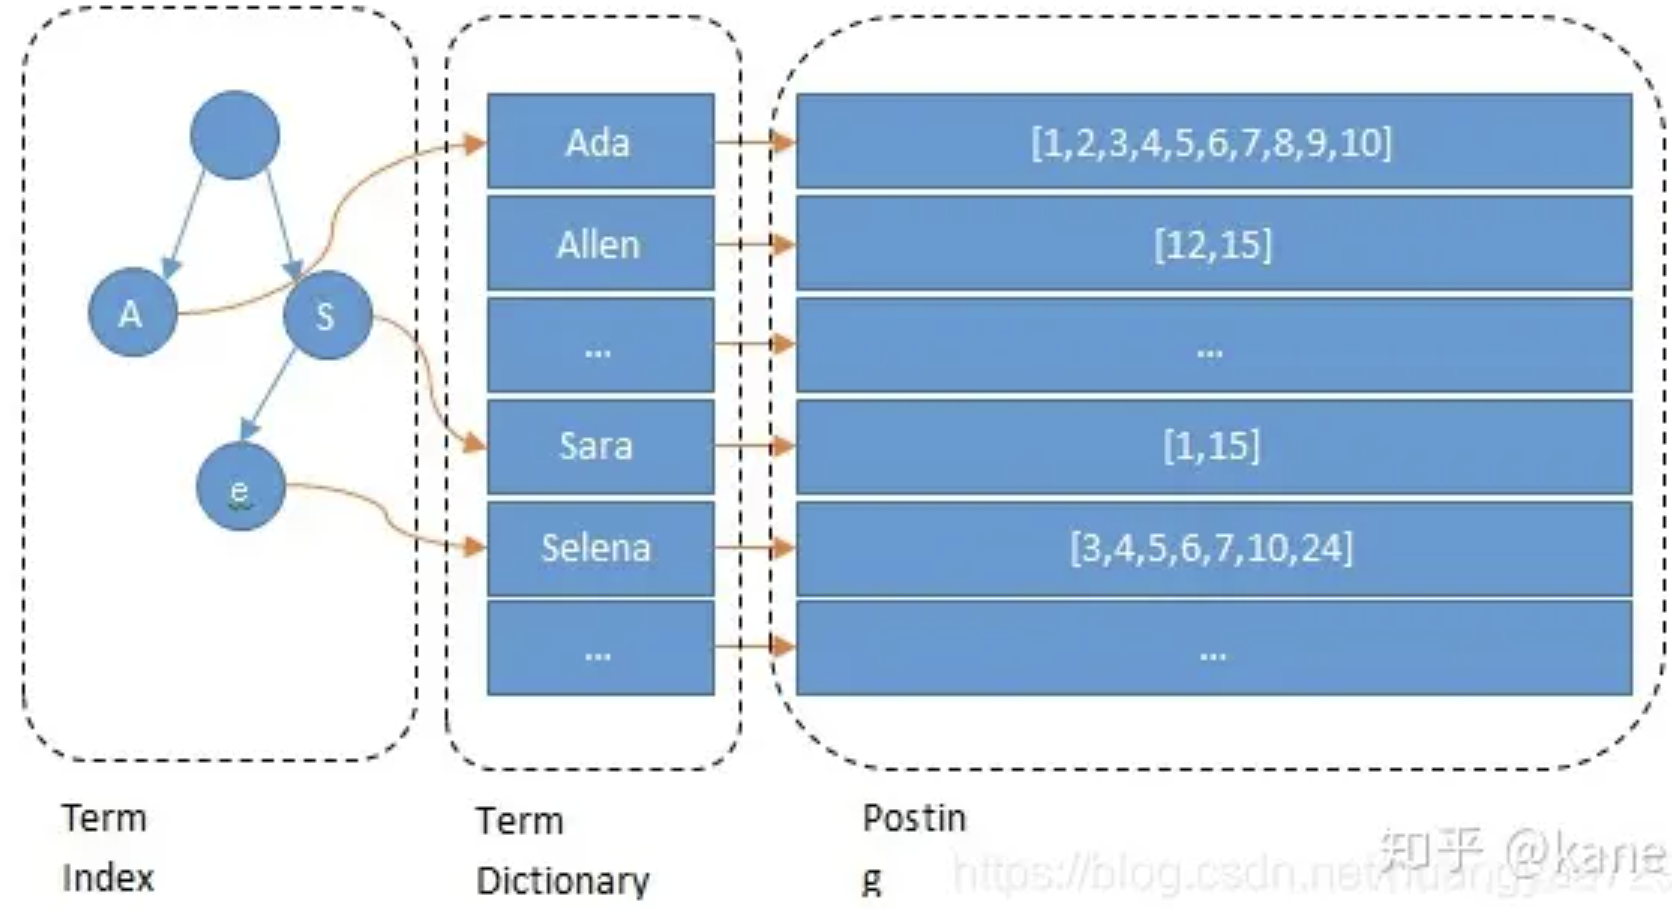 A
S
e
Ada
[1,2,3,4,5,6,7,8,9,10]
Allen
[12,15]
...
...
Sara
[1,15]
Selena
[3,4,5,6,7,10,24]
...
...
Term
Index
Term
Dictionary
Postin
g
知乎 @kane
https://blog.csdn.net/